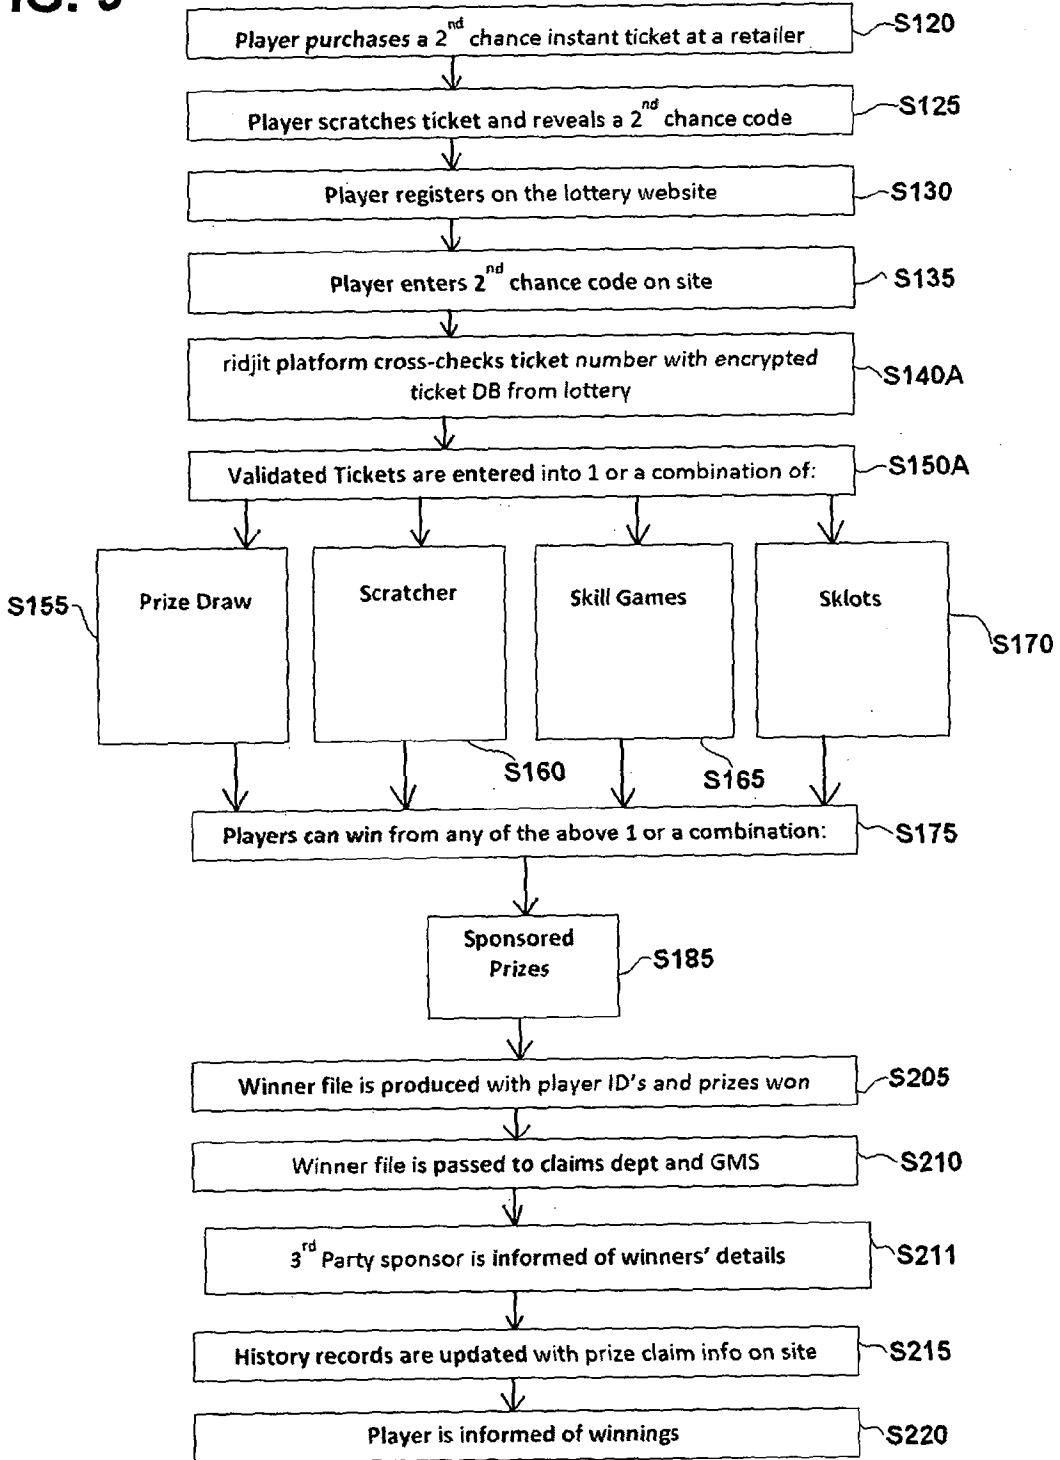 Player purchases a 2nd chance instant ticket at a retailer
S120
Player scratches ticket and reveals a 2nd chance code
S125
Player registers on the lottery website
S130
Player enters 2nd chance code on site
S135
ridjit platform cross-checks ticket number with encrypted
ticket DB from lottery
S140A
Validated Tickets are entered into 1 or a combination of:
S150A
S155
Prize Draw
Scratcher
Skill Games
Sklots
S170
S160
S165
Players can win from any of the above 1 or a combination:
S175
Sponsored
Prizes
S185
Winner file is produced with player ID's and prizes won
S205
Winner file is passed to claims dept and GMS
S210
3rd Party sponsor is informed of winners' details
S211
History records are updated with prize claim info on site
S215
Player is informed of winnings
S220